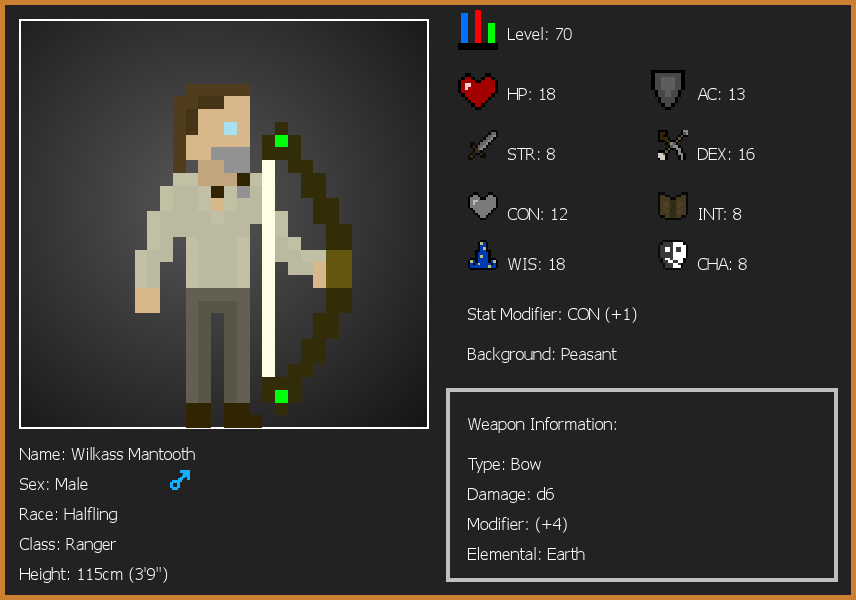 Level: 70
HP: 18
AC: 13
STR: 8
DEX: 16
CON: 12
INT: 8
WIS: 18
CHA: 8
Stat Modifier: CON (+1)
Background: Peasant
Weapon Information:
Type: Bow
Damage: d6
Modifier: (+4)
Elemental: Earth
Name: Wilkass Mantooth
Sex: Male
Race: Halfling
Class: Ranger
Height: 115cm (3'9")